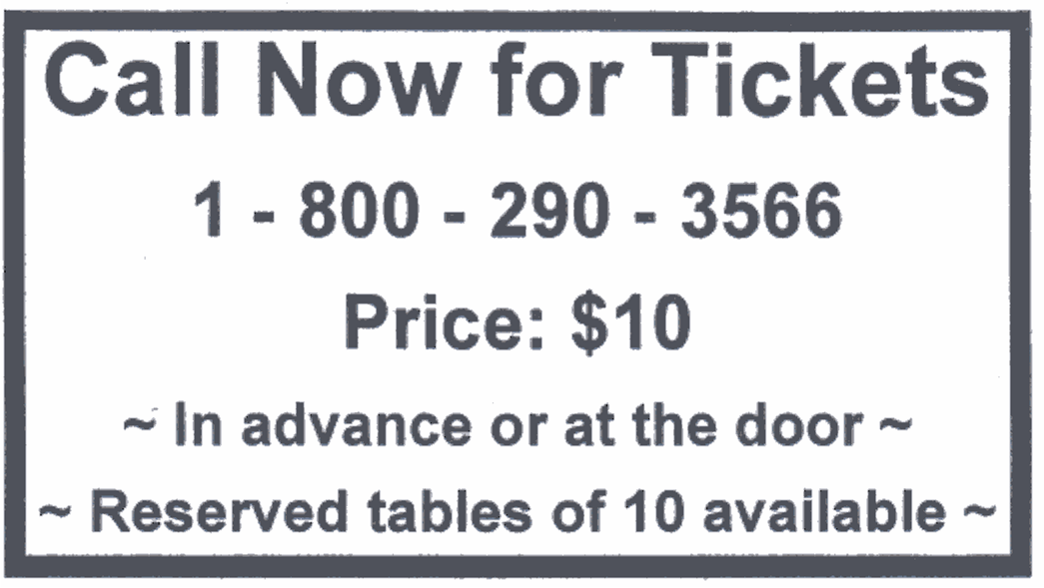 Call Now for Tickets
1 - 800 - 290 - 3566
Price: $10
~ In advance or at the door ~
~ Reserved tables of 10 available ~